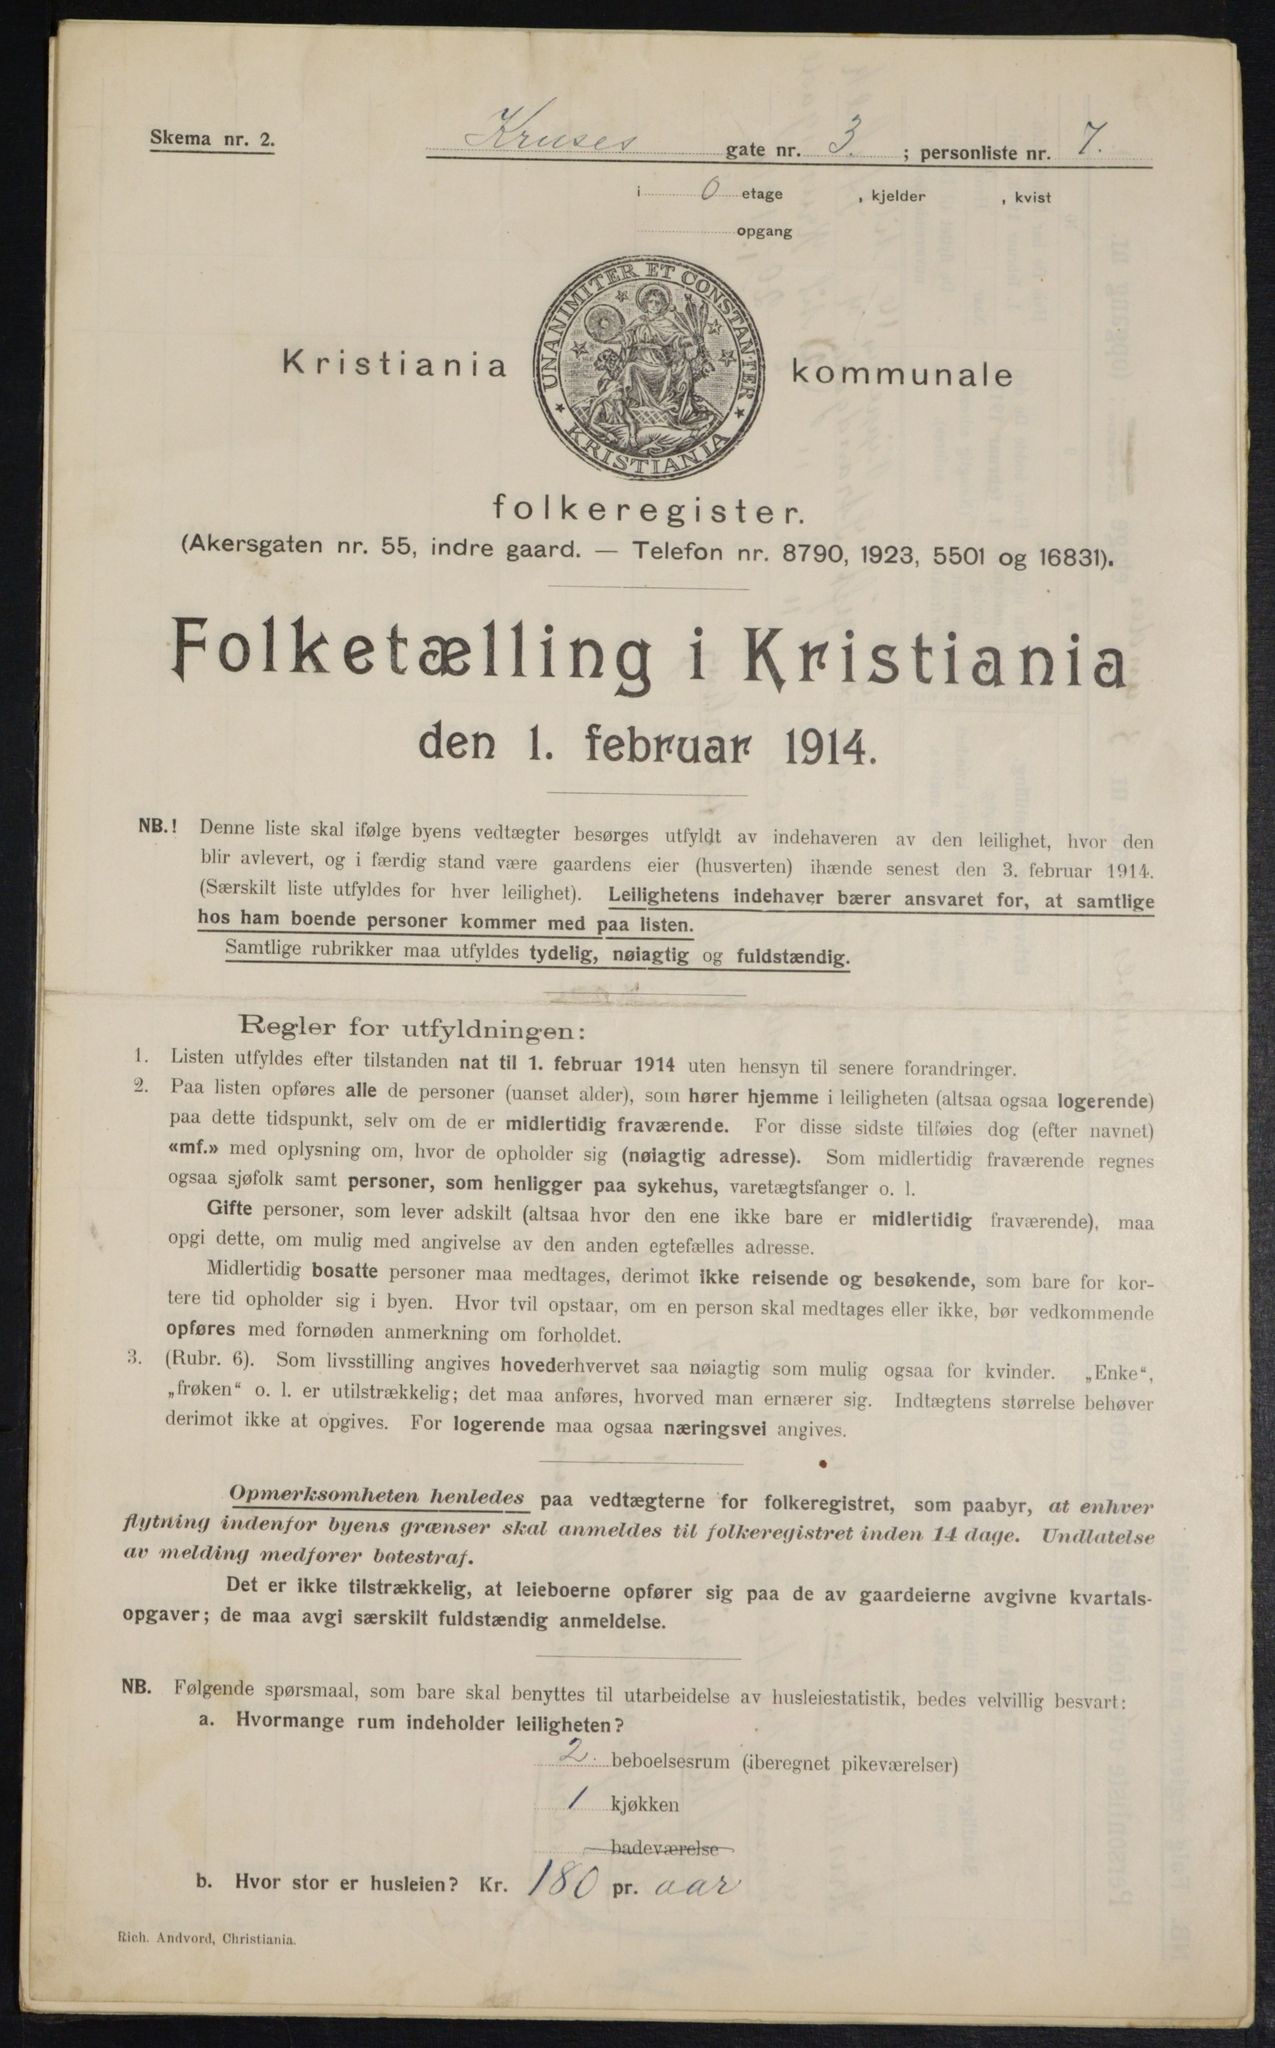 Skema nr. 2.
Kruses gate nr. 3. ; personliste nr. 7.
i 0 etage , kjelder , kvist
opgang
UNANIMITER ET CONSTANTER
KRISTIANIA
Kristiania kommunale
folkeregister.
(Akersgaten nr. 55, indre gaard. — Telefon nr. 8790, 1923, 5501 og 16831).
Folketælling i Kristiania
den 1. februar 1914.
NB.! Denne liste skal ifølge byens vedtægter besørges utfyldt av indehaveren av den leilighet, hvor den
blir avlevert, og i færdig stand være gaardens eier (husverten) ihænde senest den 3. februar 1914.
(Særskilt liste utfyldes for hver leilighet). Leilighetens indehaver bærer ansvaret for, at samtlige
hos ham boende personer kommer med paa listen.
Samtlige rubrikker maa utfyldes tydelig, nøiagtig og fuldstændig.
Regler for utfyldningen:
1. Listen utfyldes efter tilstanden nat til 1. februar 1914 uten hensyn til senere forandringer.
2. Paa listen opføres alle de personer (uanset alder), som hører hjemme i leiligheten (altsaa ogsaa logerende)
paa dette tidspunkt, selv om de er midlertidig fraværende. For disse sidste tilføies dog (efter navnet)
«mf.» med oplysning om, hvor de opholder sig (nøiagtig adresse). Som midlertidig fraværende regnes
ogsaa sjøfolk samt personer, som henligger paa sykehus, varetægtsfanger o. l.
Gifte personer, som lever adskilt (altsaa hvor den ene ikke bare er midlertidig fraværende), maa
opgi dette, om mulig med angivelse av den anden egtefælles adresse.
Midlertidig bosatte personer maa medtages, derimot ikke reisende og besøkende, som bare for kor-
tere tid opholder sig i byen. Hvor tvil opstaar, om en person skal medtages eller ikke, bør vedkommende
opføres med fornøden anmerkning om forholdet.
3. (Rubr. 6). Som livsstilling angives hovederhvervet saa nøiagtig som mulig ogsaa for kvinder. „Enke“,
„frøken“ o. l. er utilstrækkelig; det maa anføres, hvorved man ernærer sig. Indtægtens størrelse behøver
derimot ikke at opgives. For logerende maa ogsaa næringsvei angives.
Opmerksomheten henledes paa vedtægterne for folkeregistret, som paabyr, at enhver
flytning indenfor byens grænser skal anmeldes til folkeregistret inden 14 dage. Undlatelse
av melding medfører bøtestraf.
Det er ikke tilstrækkelig, at leieboerne opfører sig paa de av gaardeierne avgivne kvartals-
opgaver; de maa avgi særskilt fuldstændig anmeldelse.
NB. Følgende spørsmaal, som bare skal benyttes til utarbeidelse av husleiestatistik, bedes velvillig besvart:
a. Hvormange rum indeholder leiligheten?
2 beboelsesrum (iberegnet pikeværelser)
1 kjøkken
badeværelse
b. Hvor stor er husleien? Kr. 180 pr. aar
Rich. Andvord, Christiania.